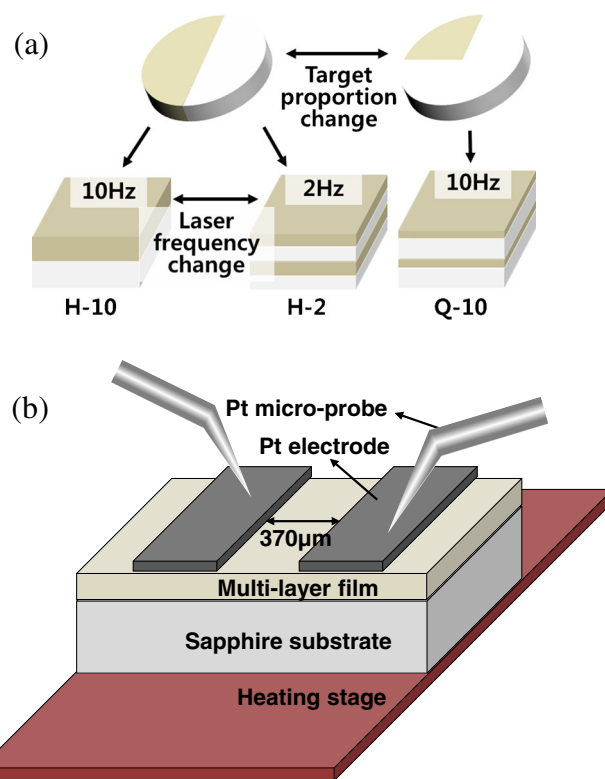 (a)
Target
proportion
change
10Hz
2Hz
10Hz
Laser
frequency
change
H-10
H-2
Q-10
(b)
Pt micro-probe
Pt electrode
370μm
Multi-layer film
Sapphire substrate
Heating stage